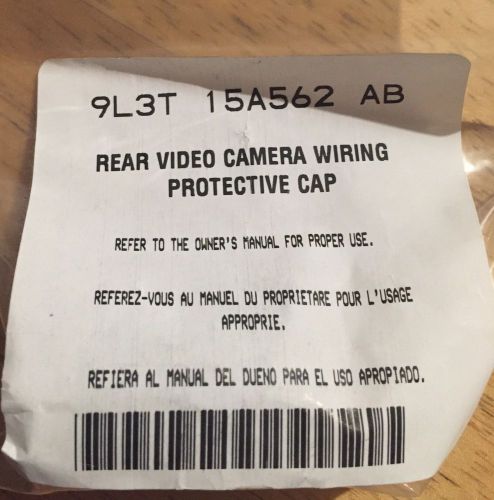 9L3T 15A562 AB
REAR VIDEO CAMERA WIRING
PROTECTIVE CAP
REFER TO THE OWNER'S MANUAL FOR PROPER USE.
REFEREZ-VOUS AU MANUEL DU PROPRIETARE POUR L'USAGE
APPROPRIE.
REFIERA AL MANUAL DEL DUENO PARA EL USO APROPIADO.